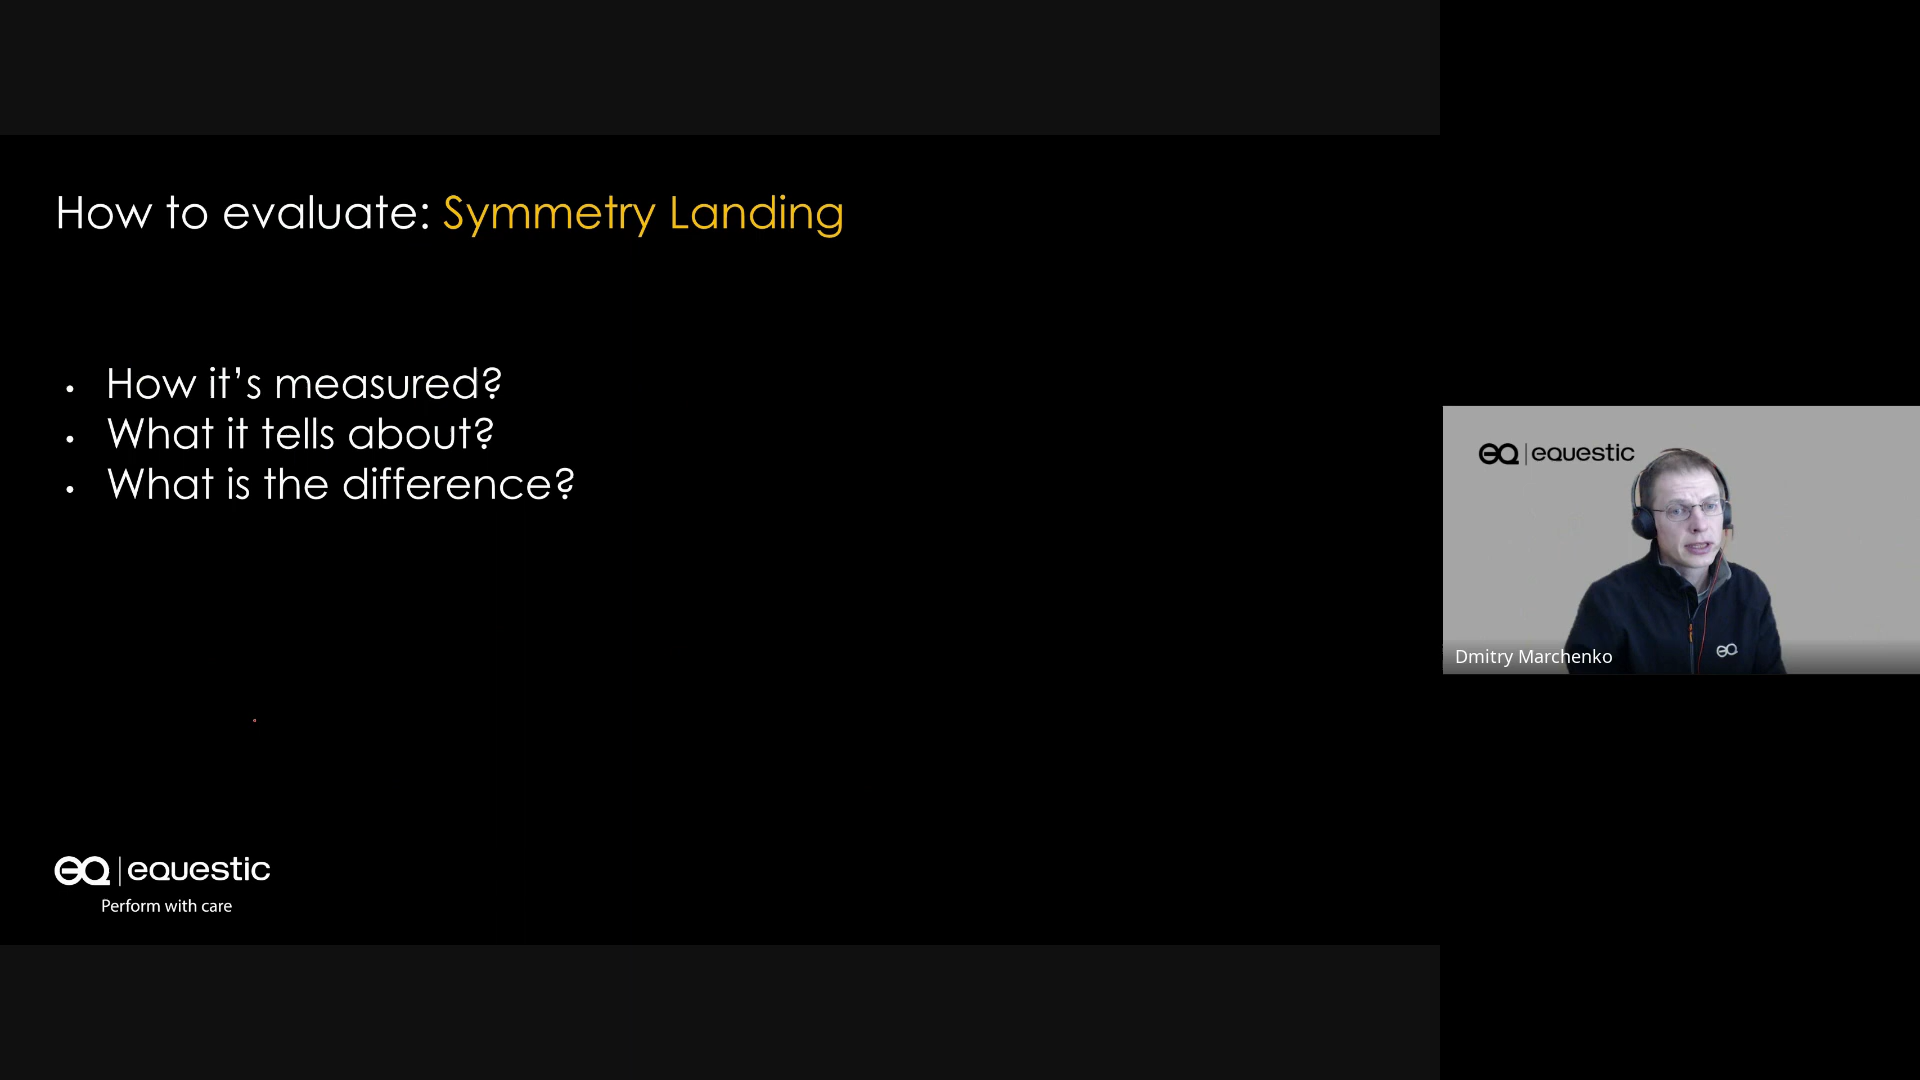 How to evaluate: Symmetry Landing
• How it's measured?
• What it tells about?
• What is the difference?
eq | equestic
Dmitry Marchenko
eq
eq | equestic
Perform with care